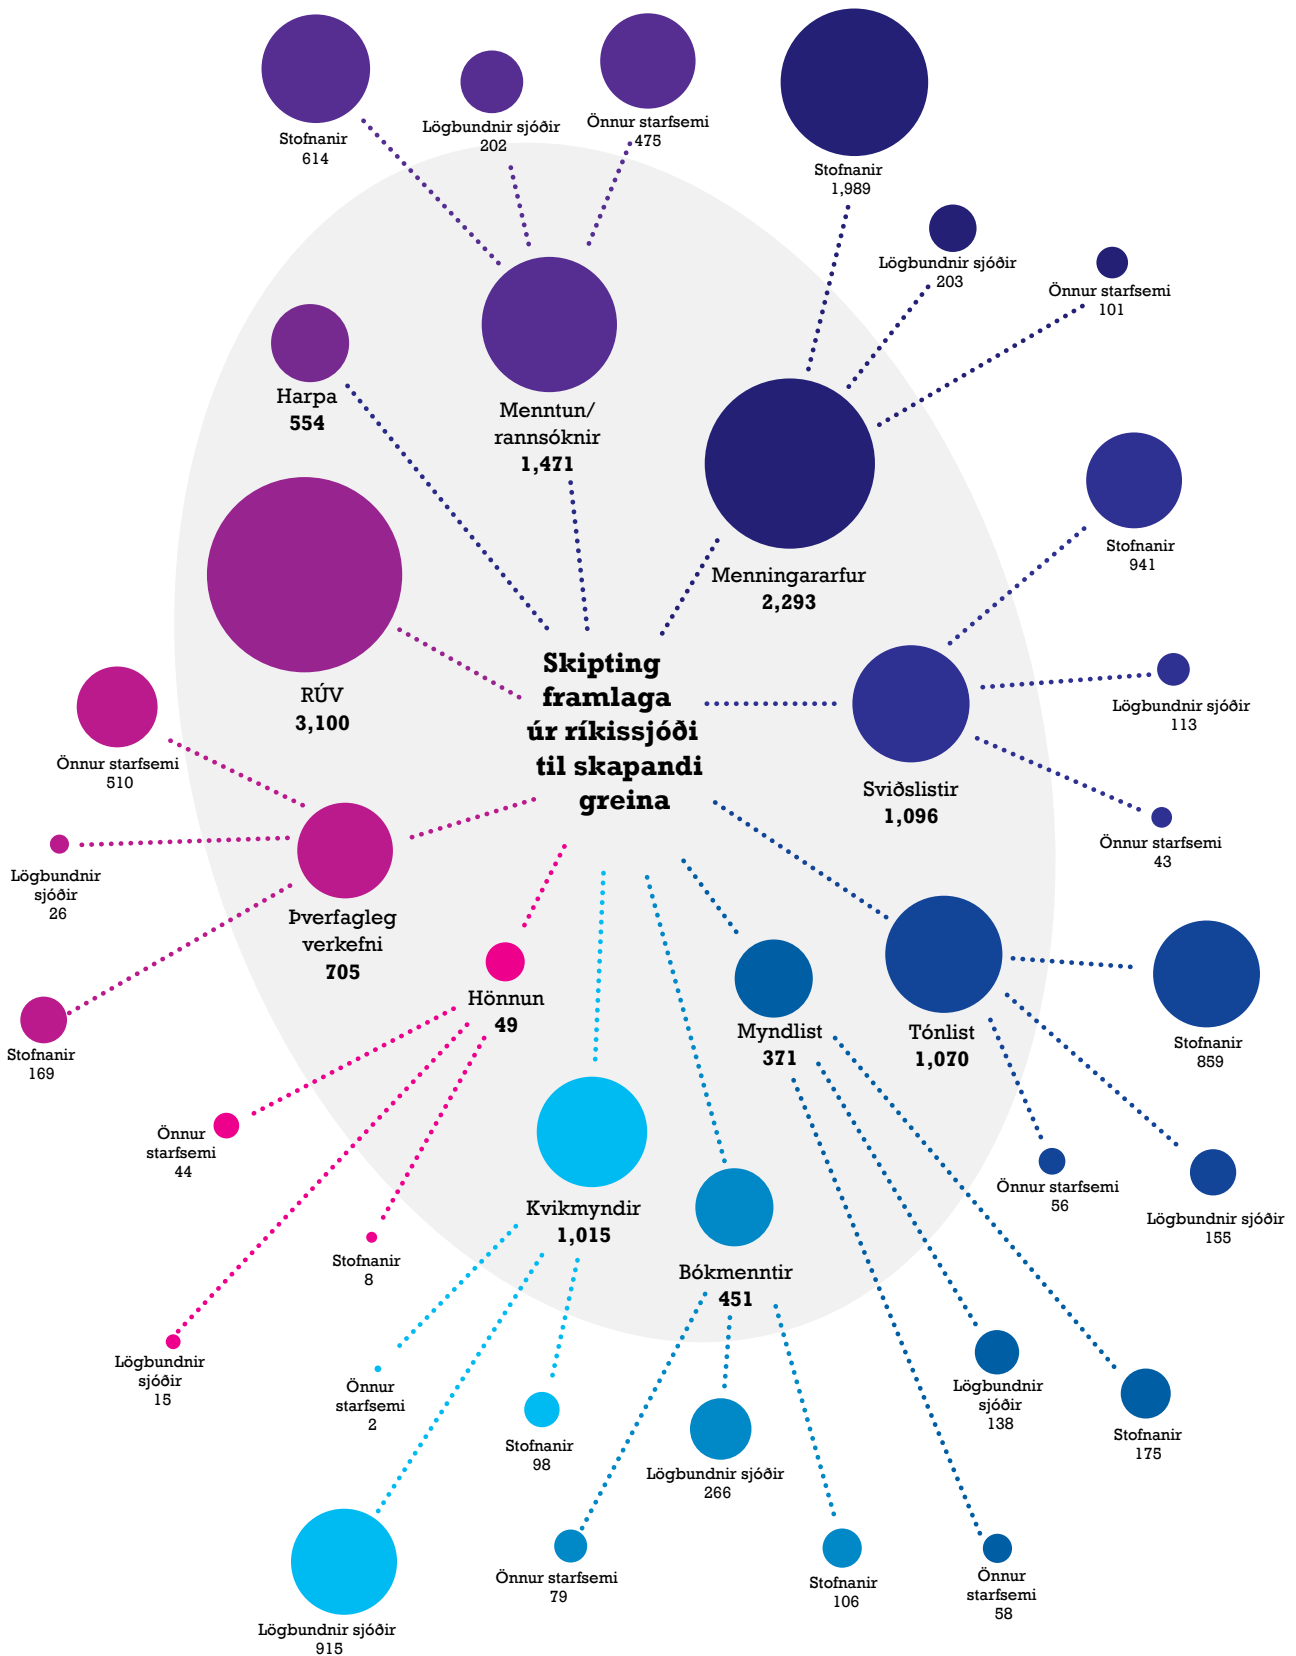 Stofnanir
614
Lögbundnir sjóðir
202
Önnur starfsemi
475
Stofnanir
1,989
Lögbundnir sjóðir
203
Önnur starfsemi
101
Harpa
554
Menntun/
rannsóknir
1,471
Menningararfur
2,293
Stofnanir
941
Lögbundnir sjóðir
113
Önnur starfsemi
43
Sviðslistir
1,096
RÚV
3,100
Skipting
framlaga
úr ríkissjóði
til skapandi
greina
Önnur starfsemi
510
Lögbundnir
sjóðir
26
Stofnanir
169
Þverfagleg
verkefni
705
Hönnun
49
Myndlist
371
Tónlist
1,070
Stofnanir
859
Önnur starfsemi
56
Lögbundnir sjóðir
155
Önnur
starfsemi
44
Stofnanir
8
Lögbundnir
sjóðir
15
Kvikmyndir
1,015
Bókmenntir
451
Önnur
starfsemi
2
Stofnanir
98
Lögbundnir sjóðir
915
Lögbundnir sjóðir
266
Önnur starfsemi
79
Stofnanir
106
Lögbundnir
sjóðir
138
Stofnanir
175
Önnur
starfsemi
58